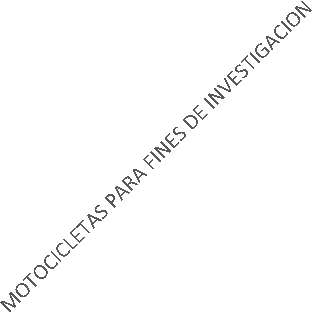 MOTOCICLETAS PARA FINES DE INVESTIGACION